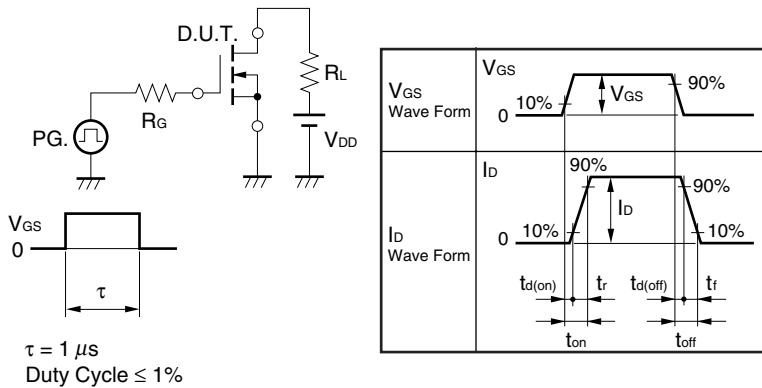 D.U.T.
RL
RG
PG.
VDD
VGS
0
τ
τ = 1 μs
Duty Cycle ≤ 1%
VGS
Wave Form
VGS
10%
0
VGS
90%
ID
Wave Form
ID
90%
90%
ID
10%
10%
0
td(on)
tr
td(off)
tf
ton
toff